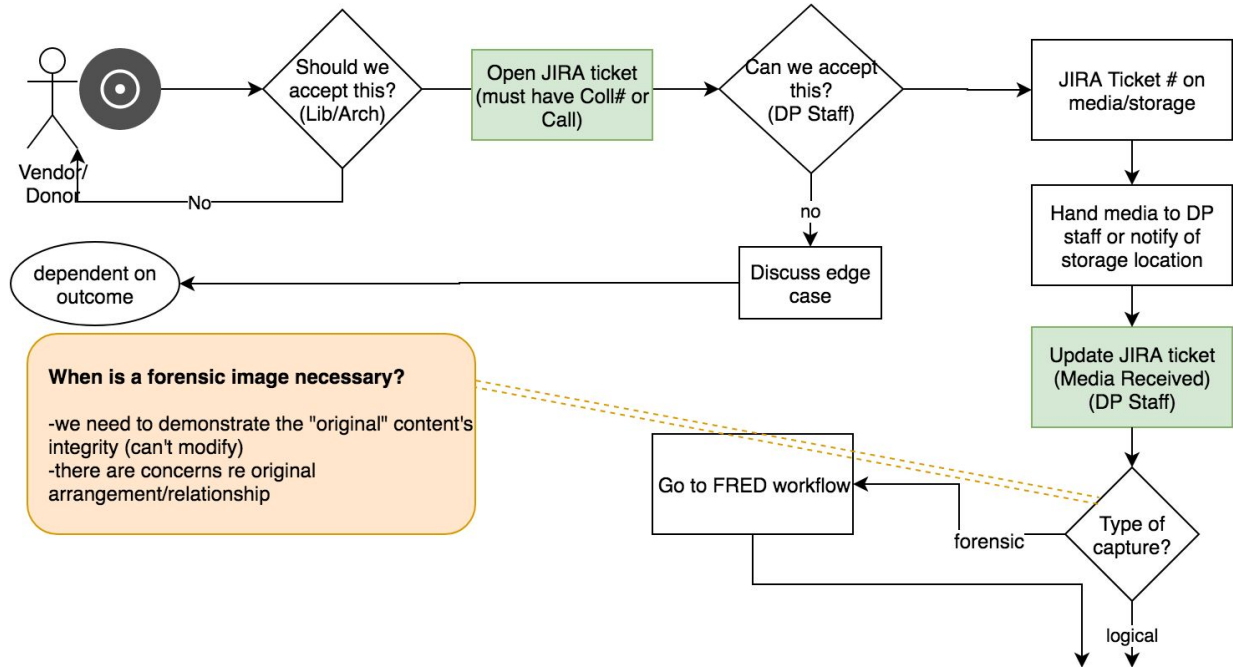 Vendor/
Donor
Should we
accept this?
(Lib/Arch)
No
Open JIRA ticket
(must have Coll# or
Call)
Can we accept
this?
(DP Staff)
no
Discuss edge
case
dependent on
outcome
JIRA Ticket # on
media/storage
Hand media to DP
staff or notify of
storage location
Update JIRA ticket
(Media Received)
(DP Staff)
Type of
capture?
forensic
Go to FRED workflow
logical
When is a forensic image necessary?
-we need to demonstrate the "original" content's
integrity (can't modify)
-there are concerns re original
arrangement/relationship